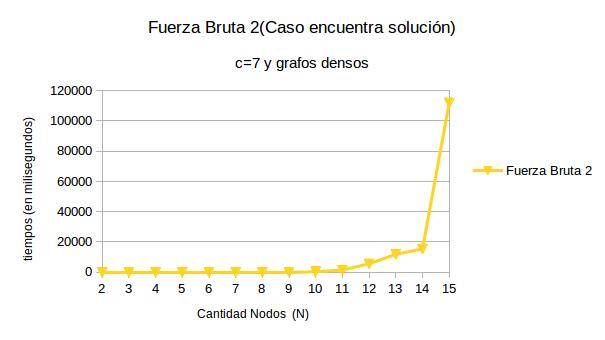 Fuerza Bruta 2(Caso encuentra solución)
c=7 y grafos densos
120000
100000
80000
60000
40000
20000
0
tiempos (en milisegundos)
2 3 4 5 6 7 8 9 10 11 12 13 14 15
Cantidad Nodos (N)
Fuerza Bruta 2